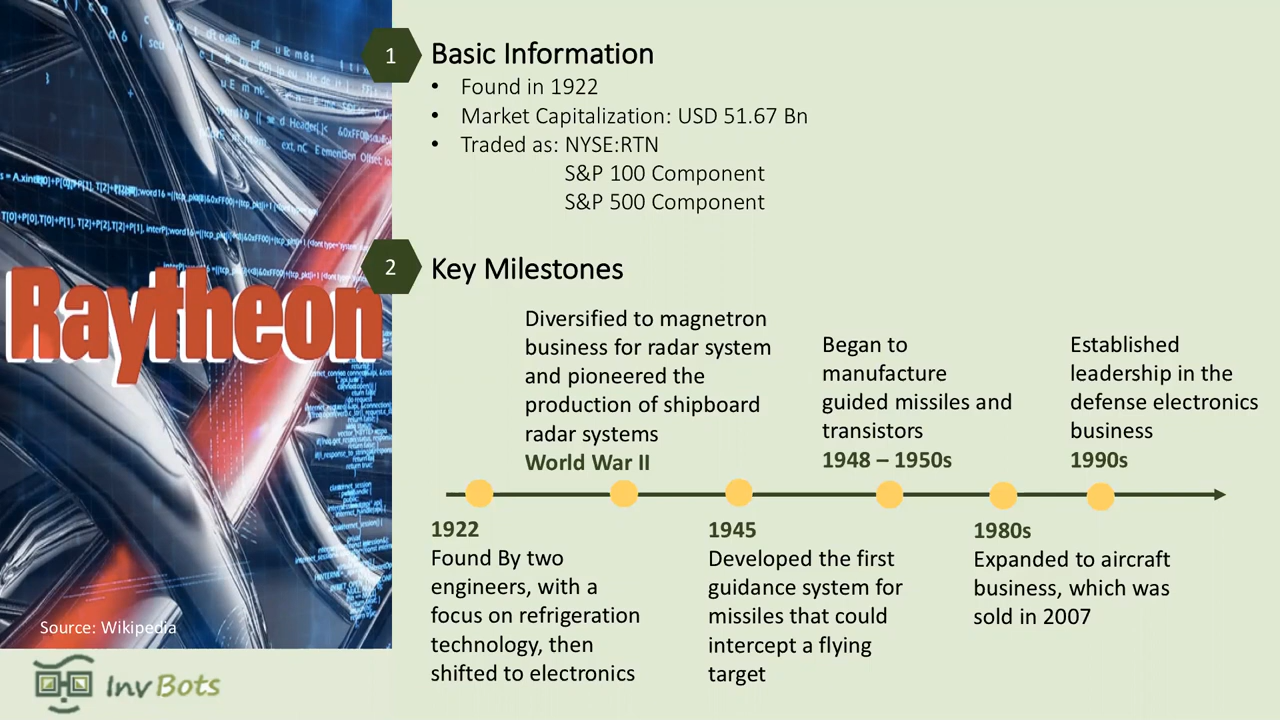 1
Basic Information
• Found in 1922
• Market Capitalization: USD 51.67 Bn
• Traded as: NYSE:RTN
S&P 100 Component
S&P 500 Component
2
Key Milestones
Diversified to magnetron
business for radar system
and pioneered the
production of shipboard
radar systems
World War II
Began to
manufacture
guided missiles and
transistors
1948 – 1950s
Established
leadership in the
defense electronics
business
1990s
1922
Found By two
engineers, with a
focus on refrigeration
technology, then
shifted to electronics
1945
Developed the first
guidance system for
missiles that could
intercept a flying
target
1980s
Expanded to aircraft
business, which was
sold in 2007
Raytheon
Source: Wikipedia
InvBots